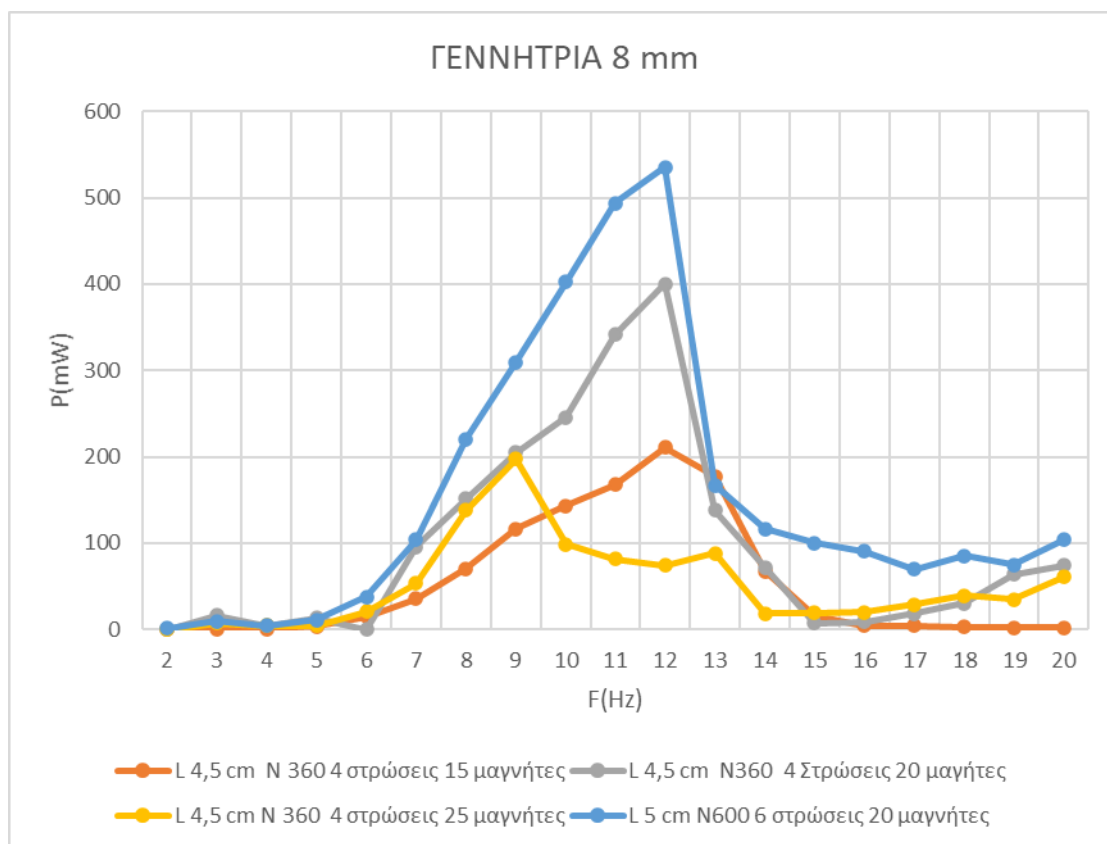 ΓΕΝΝΗΤΡΙΑ 8 mm
600
500
400
300
200
100
0
P(mW)
2 3 4 5 6 7 8 9 10 11 12 13 14 15 16 17 18 19 20
F(Hz)
L 4,5 cm N 360 4 στρώσεις 15 μαγνήτες
L 4,5 cm N360 4 Στρώσεις 20 μαγήτες
L 4,5 cm N 360 4 στρώσεις 25 μαγνήτες
L 5 cm N600 6 στρώσεις 20 μαγνήτες